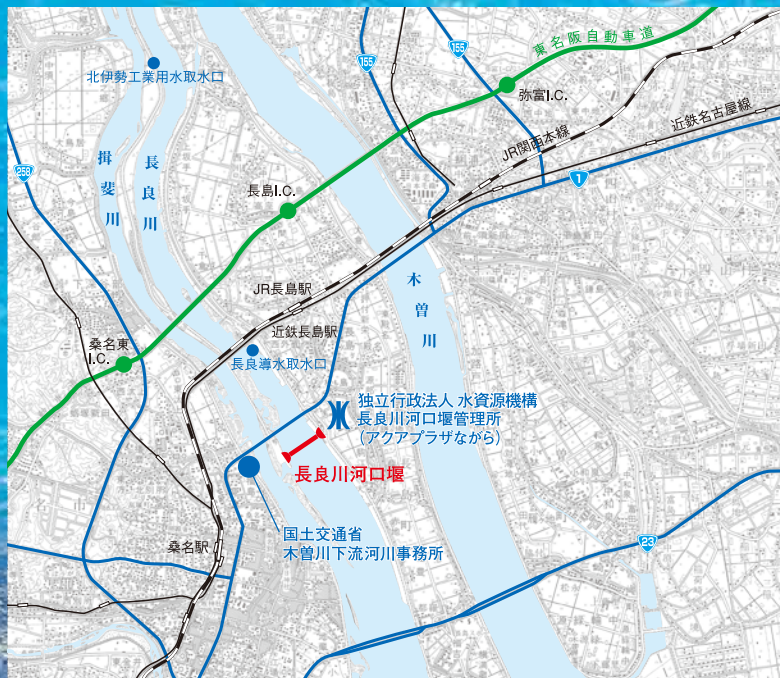 155
155
東名阪自動車道
北伊勢工業用水取水口
弥富I.C.
近鉄名古屋線
JR関西本線
258
揖斐川
長良川
長島I.C.
1
木曽川
JR長島駅
近鉄長島駅
桑名東
I.C.
長良導水取水口
独立行政法人 水資源機構
長良川河口堰管理所
(アクアプラザながら)
長良川河口堰
国土交通省
木曽川下流河川事務所
桑名駅
23